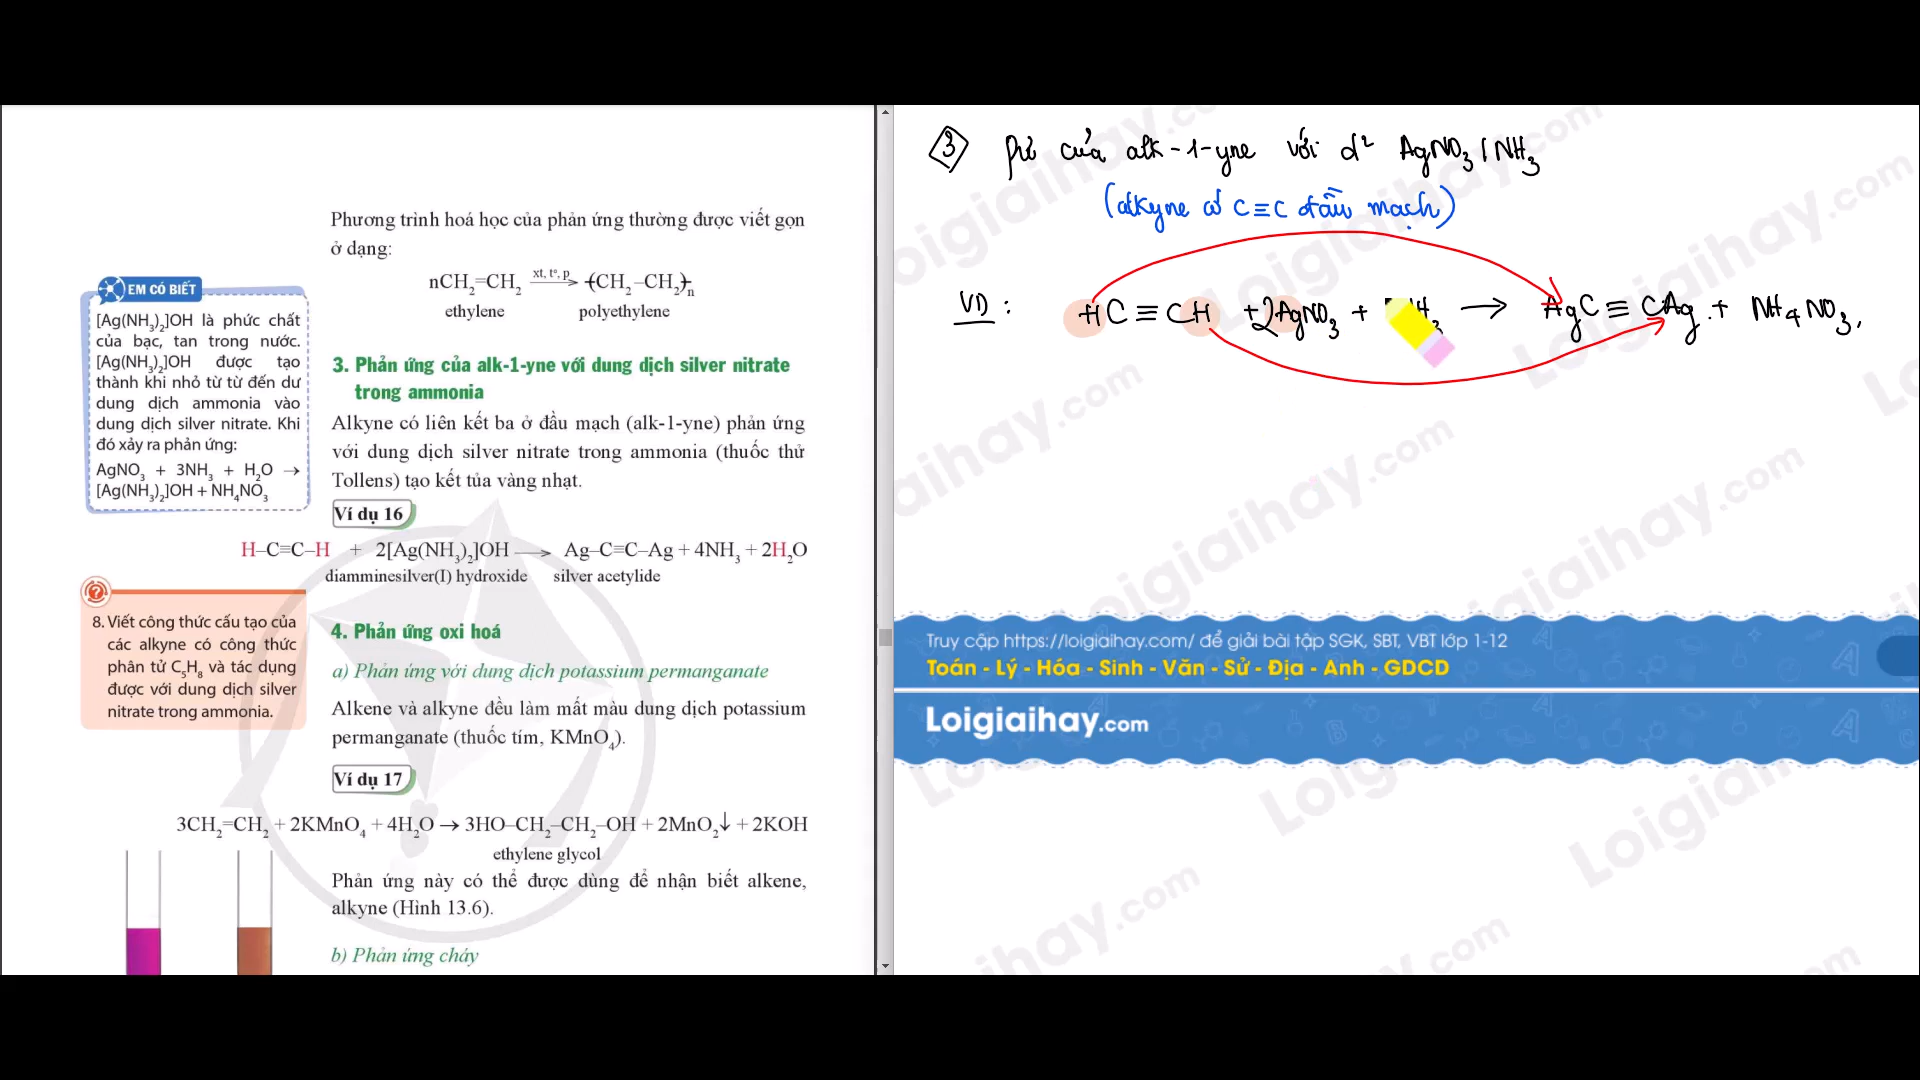 Phương trình hoá học của phản ứng thường được viết gọn
ở dạng:
nCH₂=CH₂ xt, tº, p → (CH₂–CH₂)n
ethylene polyethylene
EM CÓ BIẾT
[Ag(NH₃)₂]OH là phức chất
của bạc, tan trong nước.
[Ag(NH₃)₂]OH được tạo
thành khi nhỏ từ từ đến dư
dung dịch ammonia vào
dung dịch silver nitrate. Khi
đó xảy ra phản ứng:
AgNO₃ + 3NH₃ + H₂O →
[Ag(NH₃)₂]OH + NH₄NO₃
3. Phản ứng của alk-1-yne với dung dịch silver nitrate
trong ammonia
Alkyne có liên kết ba ở đầu mạch (alk-1-yne) phản ứng
với dung dịch silver nitrate trong ammonia (thuốc thử
Tollens) tạo kết tủa vàng nhạt.
Ví dụ 16
H–C≡C–H + 2[Ag(NH₃)₂]OH → Ag–C≡C–Ag + 4NH₃ + 2H₂O
diamminesilver(I) hydroxide silver acetylide
8. Viết công thức cấu tạo của
các alkyne có công thức
phân tử C₅H₈ và tác dụng
được với dung dịch silver
nitrate trong ammonia.
4. Phản ứng oxi hoá
a) Phản ứng với dung dịch potassium permanganate
Alkene và alkyne đều làm mất màu dung dịch potassium
permanganate (thuốc tím, KMnO₄).
Ví dụ 17
3CH₂=CH₂ + 2KMnO₄ + 4H₂O → 3HO–CH₂–CH₂–OH + 2MnO₂↓ + 2KOH
ethylene glycol
Phản ứng này có thể được dùng để nhận biết alkene,
alkyne (Hình 13.6).
b) Phản ứng cháy
3 pư của alk-1-yne với d² AgNO₃/NH₃
(alkyne có C≡C đầu mạch)
VD: HC≡CH + 2AgNO₃ + → AgC≡CAg + NH₄NO₃.
Truy cập https://loigiaihay.com/ để giải bài tập SGK, SBT, VBT lớp 1-12
Toán - Lý - Hóa - Sinh - Văn - Sử - Địa - Anh - GDCD
Loigiaihay.com